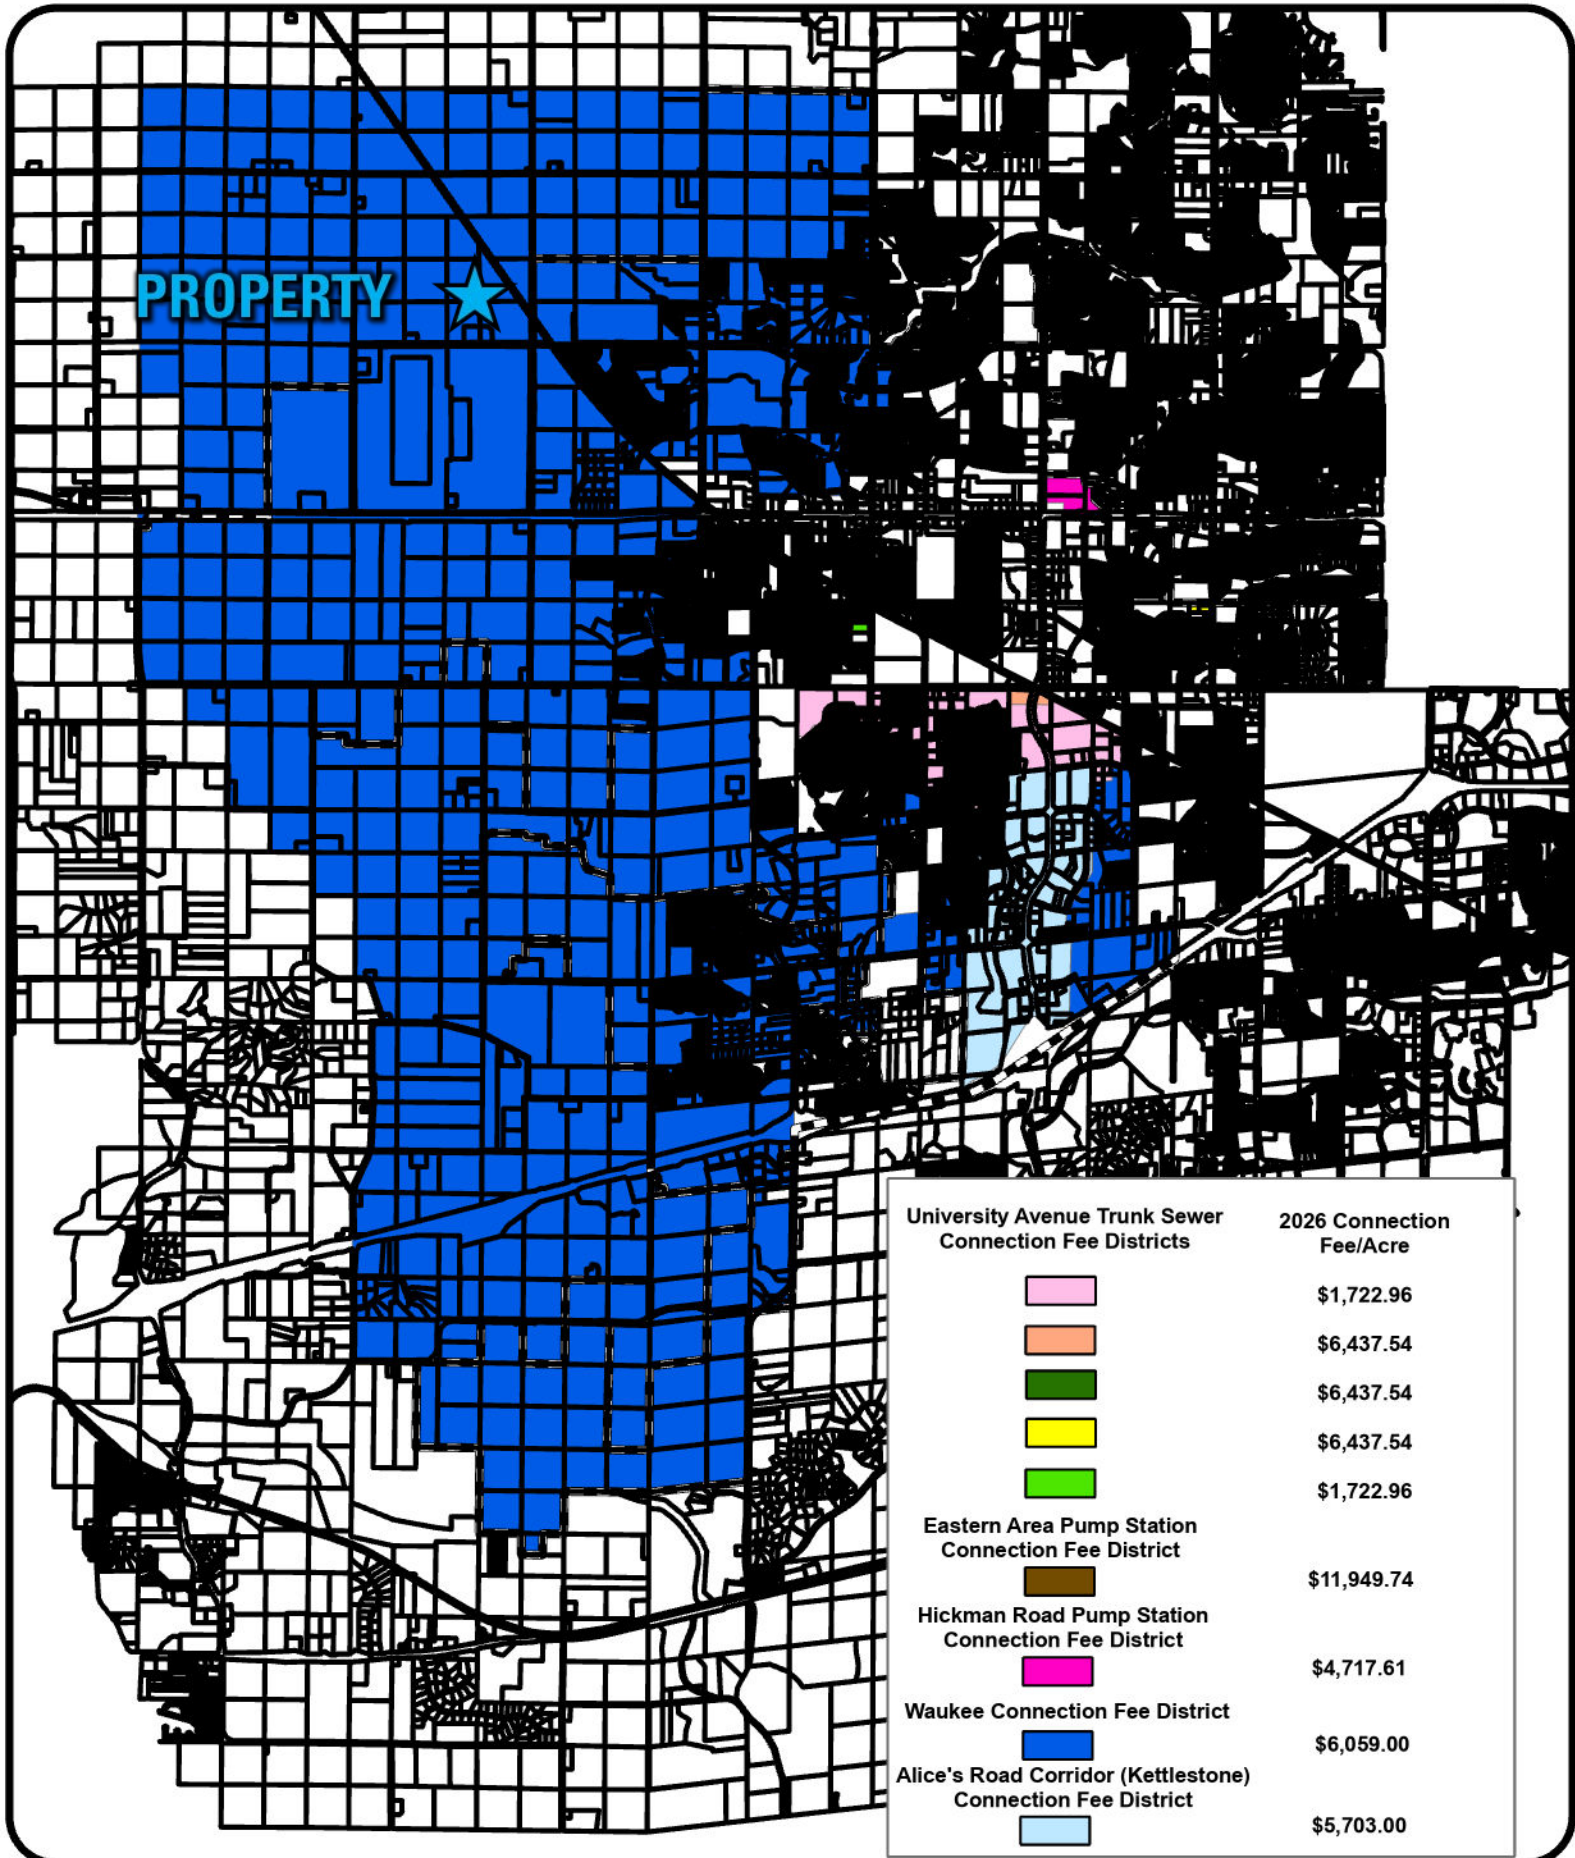 PROPERTY
University Avenue Trunk Sewer
Connection Fee Districts
2026 Connection
Fee/Acre
$1,722.96
$6,437.54
$6,437.54
$6,437.54
$1,722.96
Eastern Area Pump Station
Connection Fee District
$11,949.74
Hickman Road Pump Station
Connection Fee District
$4,717.61
Waukee Connection Fee District
$6,059.00
Alice's Road Corridor (Kettlestone)
Connection Fee District
$5,703.00